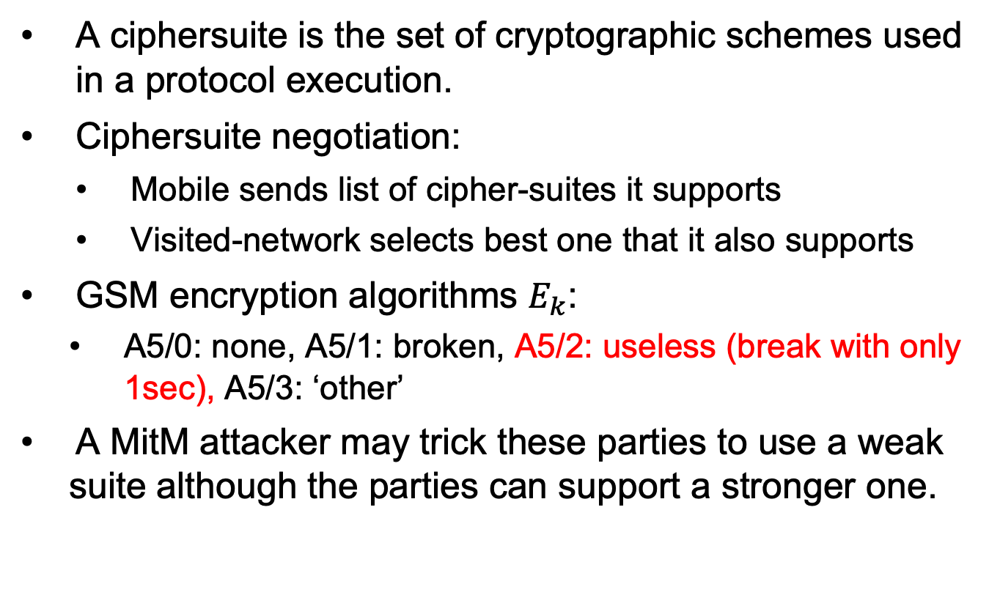 • A ciphersuite is the set of cryptographic schemes used
in a protocol execution.
• Ciphersuite negotiation:
• Mobile sends list of cipher-suites it supports
• Visited-network selects best one that it also supports
• GSM encryption algorithms 𝐸𝑘:
• A5/0: none, A5/1: broken, A5/2: useless (break with only
1sec), A5/3: ‘other’
• A MitM attacker may trick these parties to use a weak
suite although the parties can support a stronger one.